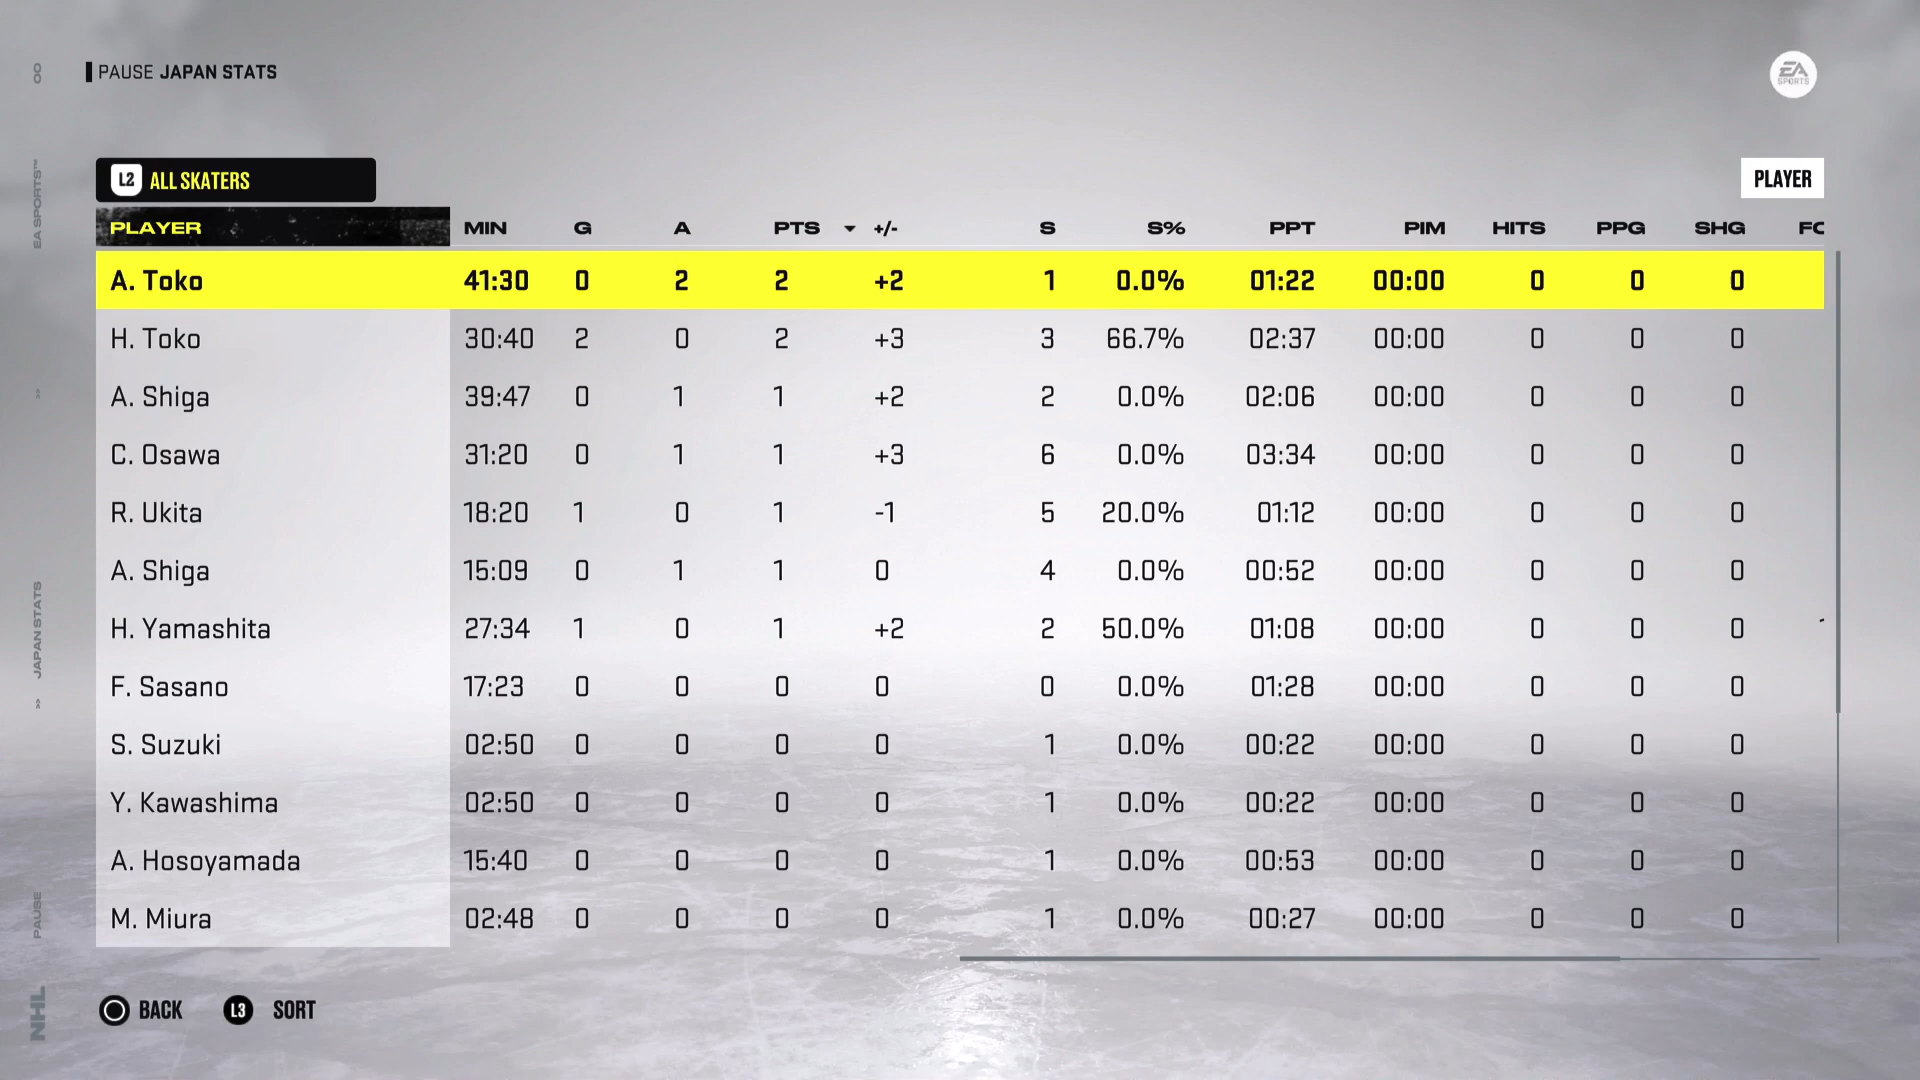 PAUSE JAPAN STATS
EA SPORTS
L2 ALL SKATERS
PLAYER
PLAYER MIN G A PTS +/- S S% PPT PIM HITS PPG SHG FO
A. Toko 41:30 0 2 2 +2 1 0.0% 01:22 00:00 0 0 0
H. Toko 30:40 2 0 2 +3 3 66.7% 02:37 00:00 0 0 0
A. Shiga 39:47 0 1 1 +2 2 0.0% 02:06 00:00 0 0 0
C. Osawa 31:20 0 1 1 +3 6 0.0% 03:34 00:00 0 0 0
R. Ukita 18:20 1 0 1 -1 5 20.0% 01:12 00:00 0 0 0
A. Shiga 15:09 0 1 1 0 4 0.0% 00:52 00:00 0 0 0
H. Yamashita 27:34 1 0 1 +2 2 50.0% 01:08 00:00 0 0 0
F. Sasano 17:23 0 0 0 0 0 0.0% 01:28 00:00 0 0 0
S. Suzuki 02:50 0 0 0 0 1 0.0% 00:22 00:00 0 0 0
Y. Kawashima 02:50 0 0 0 0 1 0.0% 00:22 00:00 0 0 0
A. Hosoyamada 15:40 0 0 0 0 1 0.0% 00:53 00:00 0 0 0
M. Miura 02:48 0 0 0 0 1 0.0% 00:27 00:00 0 0 0
BACK L3 SORT
NHL PAUSE >> JAPAN STATS >> EA SPORTS™